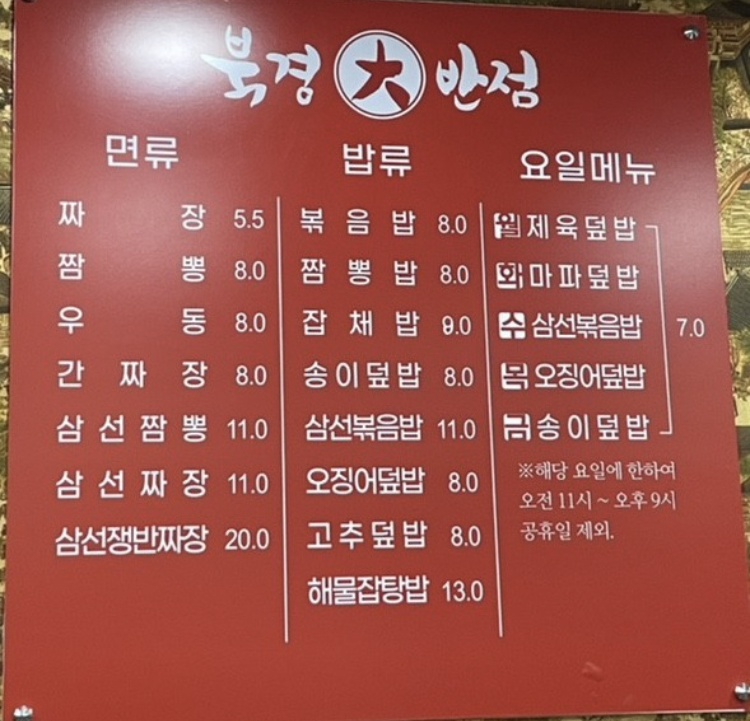 북경 大 반점
면류
짜장 5.5
짬뽕 8.0
우동 8.0
간짜장 8.0
삼선짬뽕 11.0
삼선짜장 11.0
삼선쟁반짜장 20.0
밥류
볶음밥 8.0
짬뽕밥 8.0
잡채밥 9.0
송이덮밥 8.0
삼선볶음밥 11.0
오징어덮밥 8.0
고추덮밥 8.0
해물잡탕밥 13.0
요일메뉴
월 제육덮밥
화 마파덮밥
수 삼선볶음밥 7.0
목 오징어덮밥
금 송이덮밥
※해당 요일에 한하여
오전 11시 ~ 오후 9시
공휴일 제외.